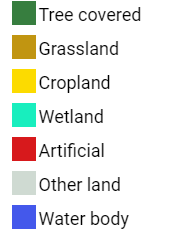 Tree covered
Grassland
Cropland
Wetland
Artificial
Other land
Water body